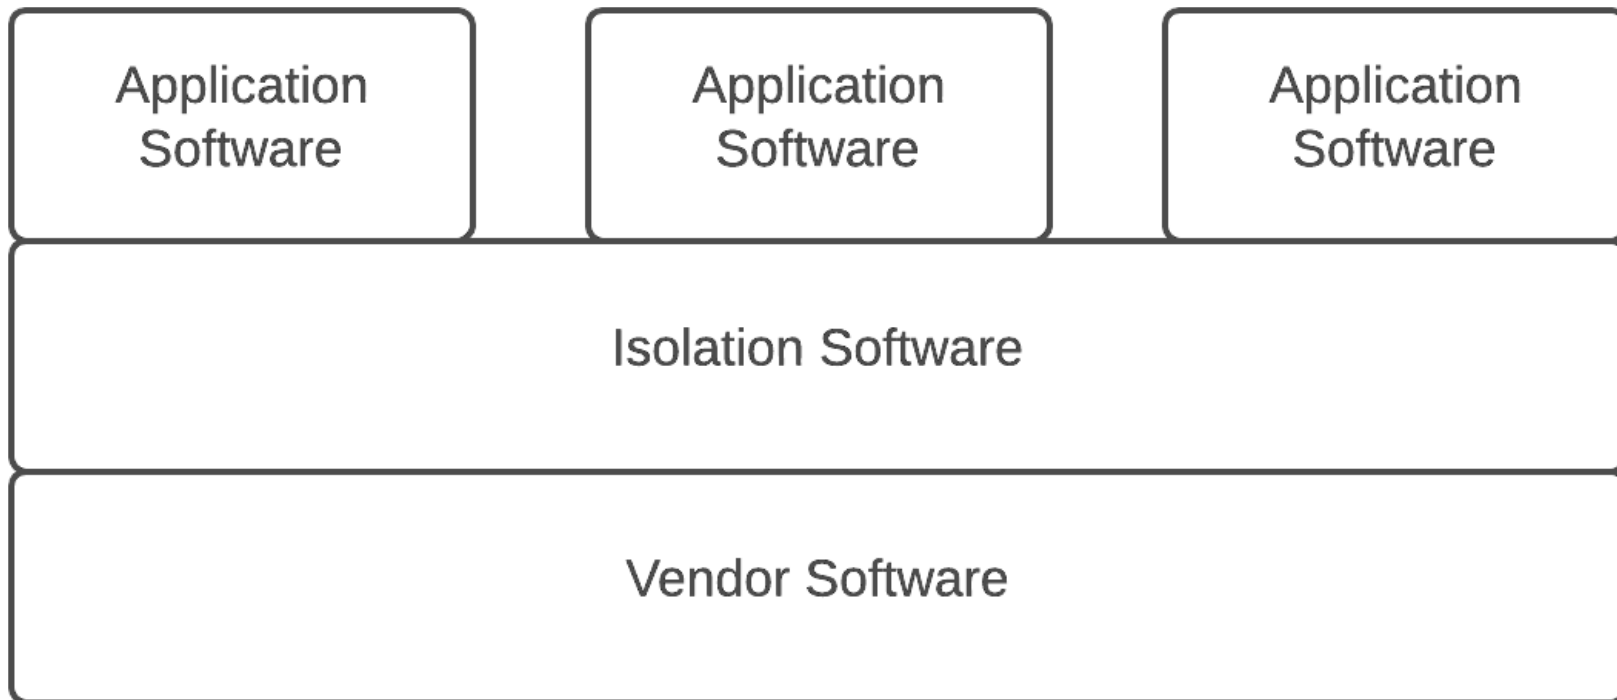 Application
Software
Application
Software
Application
Software
Isolation Software
Vendor Software